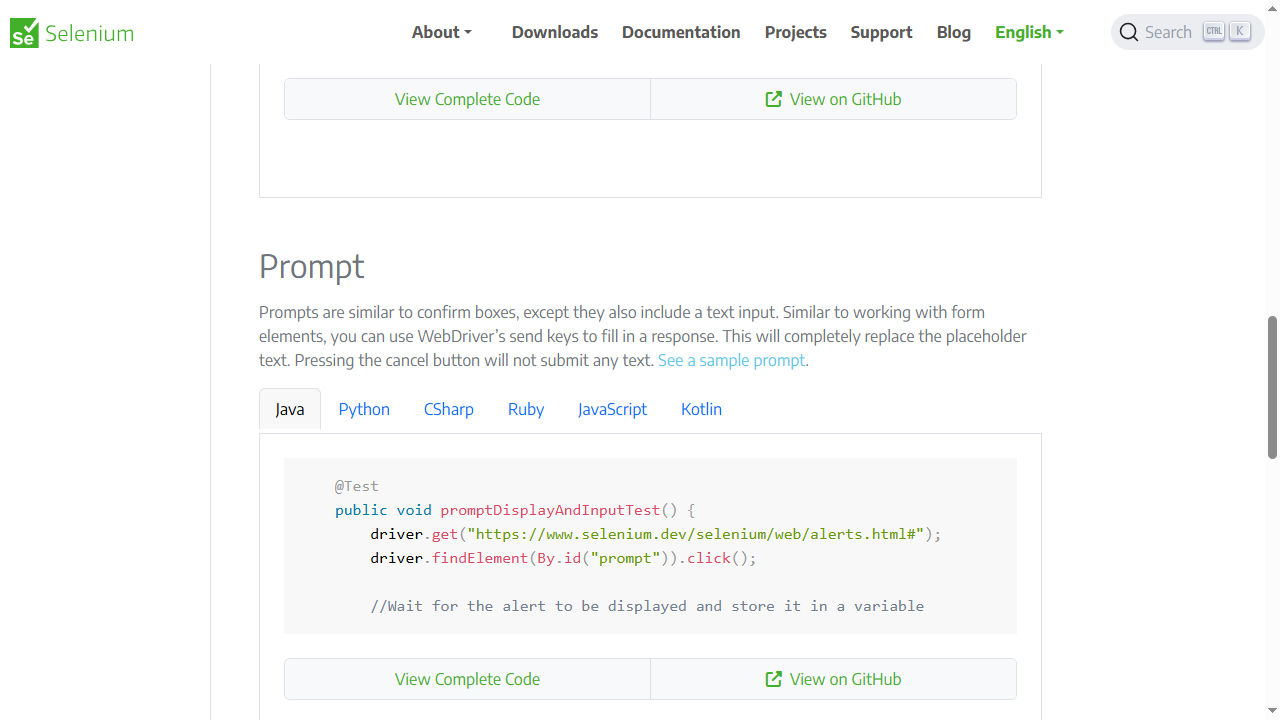 Selenium
About
Downloads
Documentation
Projects
Support
Blog
English
Search CTRL K
View Complete Code
View on GitHub
Prompt
Prompts are similar to confirm boxes, except they also include a text input. Similar to working with form
elements, you can use WebDriver’s send keys to fill in a response. This will completely replace the placeholder
text. Pressing the cancel button will not submit any text. See a sample prompt.
Java
Python
CSharp
Ruby
JavaScript
Kotlin
@Test
public void promptDisplayAndInputTest() {
driver.get("https://www.selenium.dev/selenium/web/alerts.html#");
driver.findElement(By.id("prompt")).click();
//Wait for the alert to be displayed and store it in a variable
View Complete Code
View on GitHub